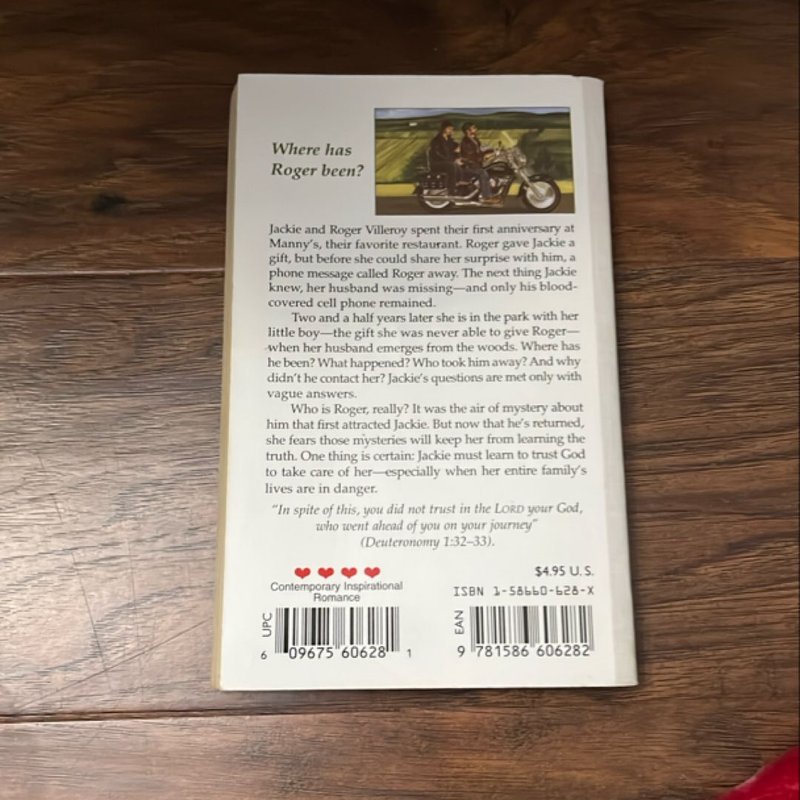 Where has
Roger been?
Jackie and Roger Villeroy spent their first anniversary at
Manny's, their favorite restaurant. Roger gave Jackie a
gift, but before she could share her surprise with him, a
phone message called Roger away. The next thing Jackie
knew, her husband was missing—and only his blood-
covered cell phone remained.
Two and a half years later she is in the park with her
little boy—the gift she was never able to give Roger—
when her husband emerges from the woods. Where has
he been? What happened? Who took him away? And why
didn't he contact her? Jackie's questions are met only with
vague answers.
Who is Roger, really? It was the air of mystery about
him that first attracted Jackie. But now that he's returned,
she fears those mysteries will keep her from learning the
truth. One thing is certain: Jackie must learn to trust God
to take care of her—especially when her entire family's
lives are in danger.
"In spite of this, you did not trust in the LORD your God,
who went ahead of you on your journey"
(Deuteronomy 1:32–33).
Contemporary Inspirational
Romance
$4.95 U.S.
ISBN 1-58660-628-X
UPC
6 09675 60628 1
EAN
9 781586 606282